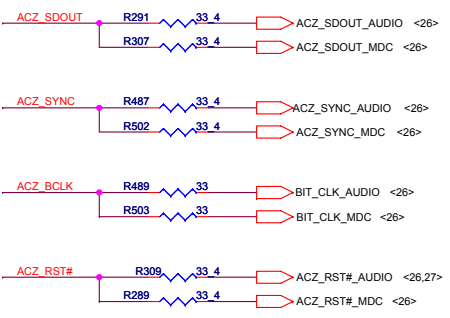 ACZ_SDOUT R291 33_4 ACZ_SDOUT_AUDIO <26>
R307 33_4 ACZ_SDOUT_MDC <26>
ACZ_SYNC R487 33_4 ACZ_SYNC_AUDIO <26>
R502 33_4 ACZ_SYNC_MDC <26>
ACZ_BCLK R489 33 BIT_CLK_AUDIO <26>
R503 33 BIT_CLK_MDC <26>
ACZ_RST# R309 33_4 ACZ_RST#_AUDIO <26,27>
R289 33_4 ACZ_RST#_MDC <26>